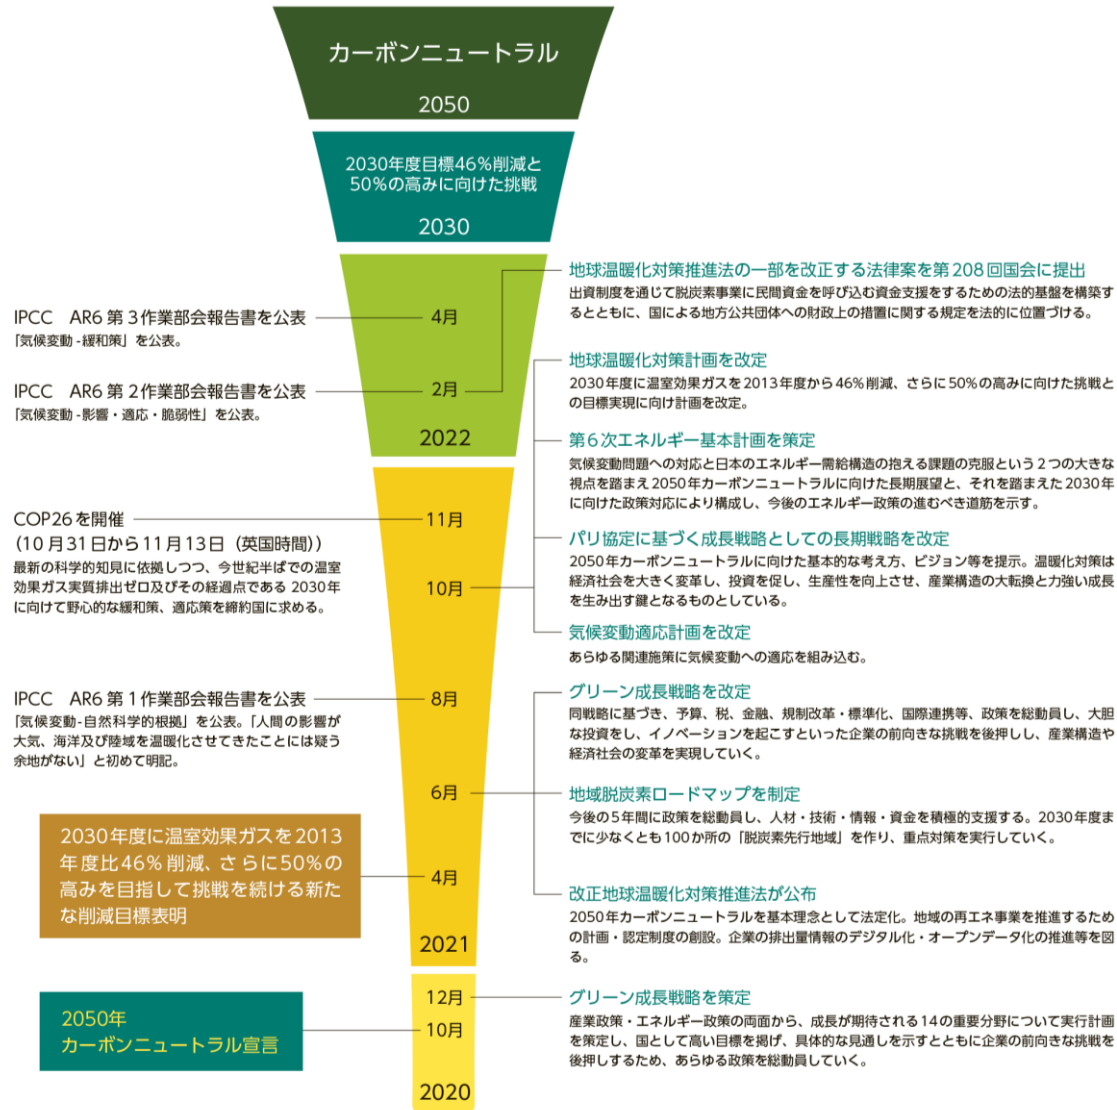 カーボンニュートラル
2050
2030年度目標46%削減と
50%の高みに向けた挑戦
2030
地球温暖化対策推進法の一部を改正する法律案を第208回国会に提出
出資制度を通じて脱炭素事業に民間資金を呼び込む資金支援をするための法的基盤を構築す
るとともに、国による地方公共団体への財政上の措置に関する規定を法的に位置づける。
IPCC　AR6 第3作業部会報告書を公表
「気候変動-緩和策」を公表。
4月
IPCC　AR6 第2作業部会報告書を公表
「気候変動-影響・適応・脆弱性」を公表。
2月
2022
地球温暖化対策計画を改定
2030年度に温室効果ガスを2013年度から46%削減、さらに50%の高みに向けた挑戦と
の目標実現に向け計画を改定。
第6次エネルギー基本計画を策定
気候変動問題への対応と日本のエネルギー需給構造の抱える課題の克服という2つの大きな
視点を踏まえ2050年カーボンニュートラルに向けた長期展望と、それを踏まえた2030年
に向けた政策対応により構成し、今後のエネルギー政策の進むべき道筋を示す。
COP26を開催
(10月31日から11月13日(英国時間))
最新の科学的知見に依拠しつつ、今世紀半ばでの温室
効果ガス実質排出ゼロ及びその経過点である 2030年
に向けて野心的な緩和策、適応策を締約国に求める。
11月
10月
パリ協定に基づく成長戦略としての長期戦略を改定
2050年カーボンニュートラルに向けた基本的な考え方、ビジョン等を提示。温暖化対策は
経済社会を大きく変革し、投資を促し、生産性を向上させ、産業構造の大転換と力強い成長
を生み出す鍵となるものとしている。
気候変動適応計画を改定
あらゆる関連施策に気候変動への適応を組み込む。
IPCC　AR6 第1作業部会報告書を公表
「気候変動-自然科学的根拠」を公表。「人間の影響が
大気、海洋及び陸域を温暖化させてきたことには疑う
余地がない」と初めて明記。
8月
グリーン成長戦略を改定
同戦略に基づき、予算、税、金融、規制改革・標準化、国際連携等、政策を総動員し、大胆
な投資をし、イノベーションを起こすといった企業の前向きな挑戦を後押しし、産業構造や
経済社会の変革を実現していく。
6月
地域脱炭素ロードマップを制定
今後の5年間に政策を総動員し、人材・技術・情報・資金を積極的支援する。2030年度ま
でに少なくとも100か所の「脱炭素先行地域」を作り、重点対策を実行していく。
2030年度に温室効果ガスを2013
年度比46%削減、さらに50%の
高みを目指して挑戦を続ける新た
な削減目標表明
4月
2021
改正地球温暖化対策推進法が公布
2050年カーボンニュートラルを基本理念として法定化。地域の再エネ事業を推進するため
の計画・認定制度の創設。企業の排出量情報のデジタル化・オープンデータ化の推進等を図
る。
12月
グリーン成長戦略を策定
産業政策・エネルギー政策の両面から、成長が期待される14の重要分野について実行計画
を策定し、国として高い目標を掲げ、具体的な見通しを示すとともに企業の前向きな挑戦を
後押しするため、あらゆる政策を総動員していく。
2050年
カーボンニュートラル宣言
10月
2020